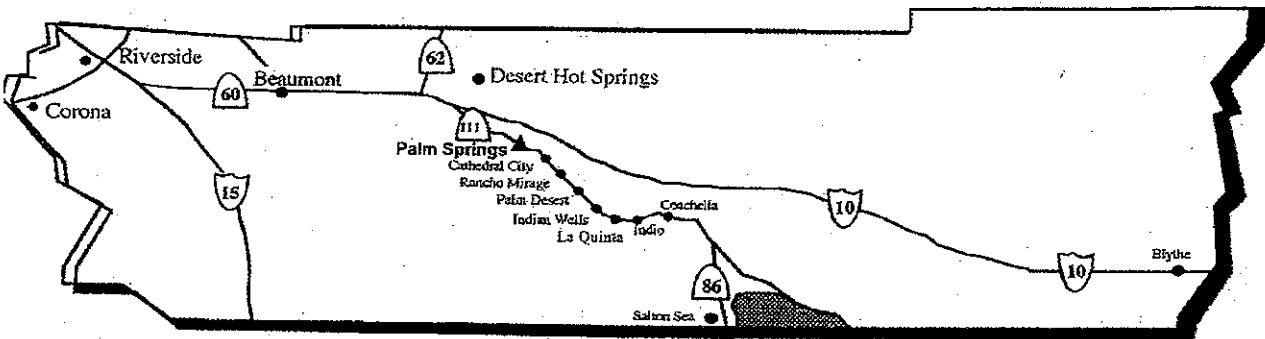 Riverside
62
Desert Hot Springs
Beaumont
60
Corona
111
Palm Springs
Cathedral City
Rancho Mirage
15
Palm Desert
Coachella
10
Indian Wells
Indio
La Quinta
Blythe
10
86
Salton Sea